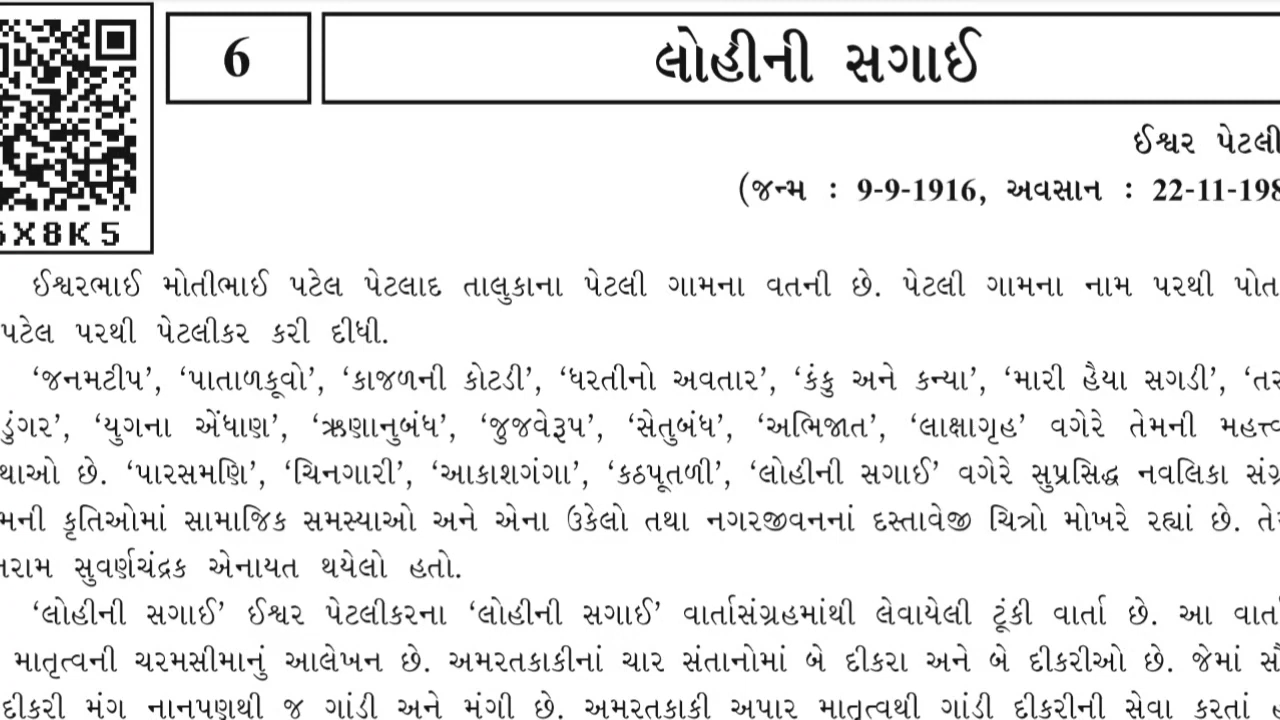 6
લોહીની સગાઈ
ઈશ્વર
(જન્મ : 9-9-1916, અવસાન : 22-11-198
X8K5
ઈશ્વરભાઈ મોતીભાઈ પટેલ પેટલાદ તાલુકાના પેટલી ગામના વતની છે. પેટલી ગામના નામ પરથી
પટેલ પરથી પેટલીકર કરી દીધી.
‘જનમટીપ’, ‘પાતાળકૂવો’, ‘કાજળની કોટડી’, ‘ધરતીનો અવતાર’, ‘કંકુ અને કન્યા’, ‘મારી હૈયા સગડી’,
ડુંગર’, ‘યુગના એંધાણ’, ‘ઋણાનુબંધ’, ‘જુજવેરૂપ’, ‘સેતુબંધ’, ‘અભિજાત’, ‘લાક્ષાગૃહ’ વગેરે તેમની
છે. ‘પારસમણિ’, ‘ચિનગારી’, ‘આકાશગંગા’, ‘કઠપૂતળી’, ‘લોહીની સગાઈ’ વગેરે સુપ્રસિદ્ધ નવલિકા
કૃતિઓમાં સામાજિક સમસ્યાઓ અને એના ઉકેલો તથા નગરજીવનનાં દસ્તાવેજી ચિત્રો મોખરે રહ્યાં છે.
સુવર્ણચંદ્રક એનાયત થયેલો હતો.
‘લોહીની સગાઈ’ ઈશ્વર પેટલીકરના ‘લોહીની સગાઈ’ વાર્તાસંગ્રહમાંથી લેવાયેલી ટૂંકી વાર્તા છે. આ
માતૃત્વની ચરમસીમાનું આલેખન છે. અમરતકાકીનાં ચાર સંતાનોમાં બે દીકરા અને બે દીકરીઓ છે. જેમાં
દીકરી મંગ નાનપણથી જ ગાંડી અને મંગી છે. અમરતકાકી અપાર માતૃત્વથી ગાંડી દીકરીની સેવા કરતાં